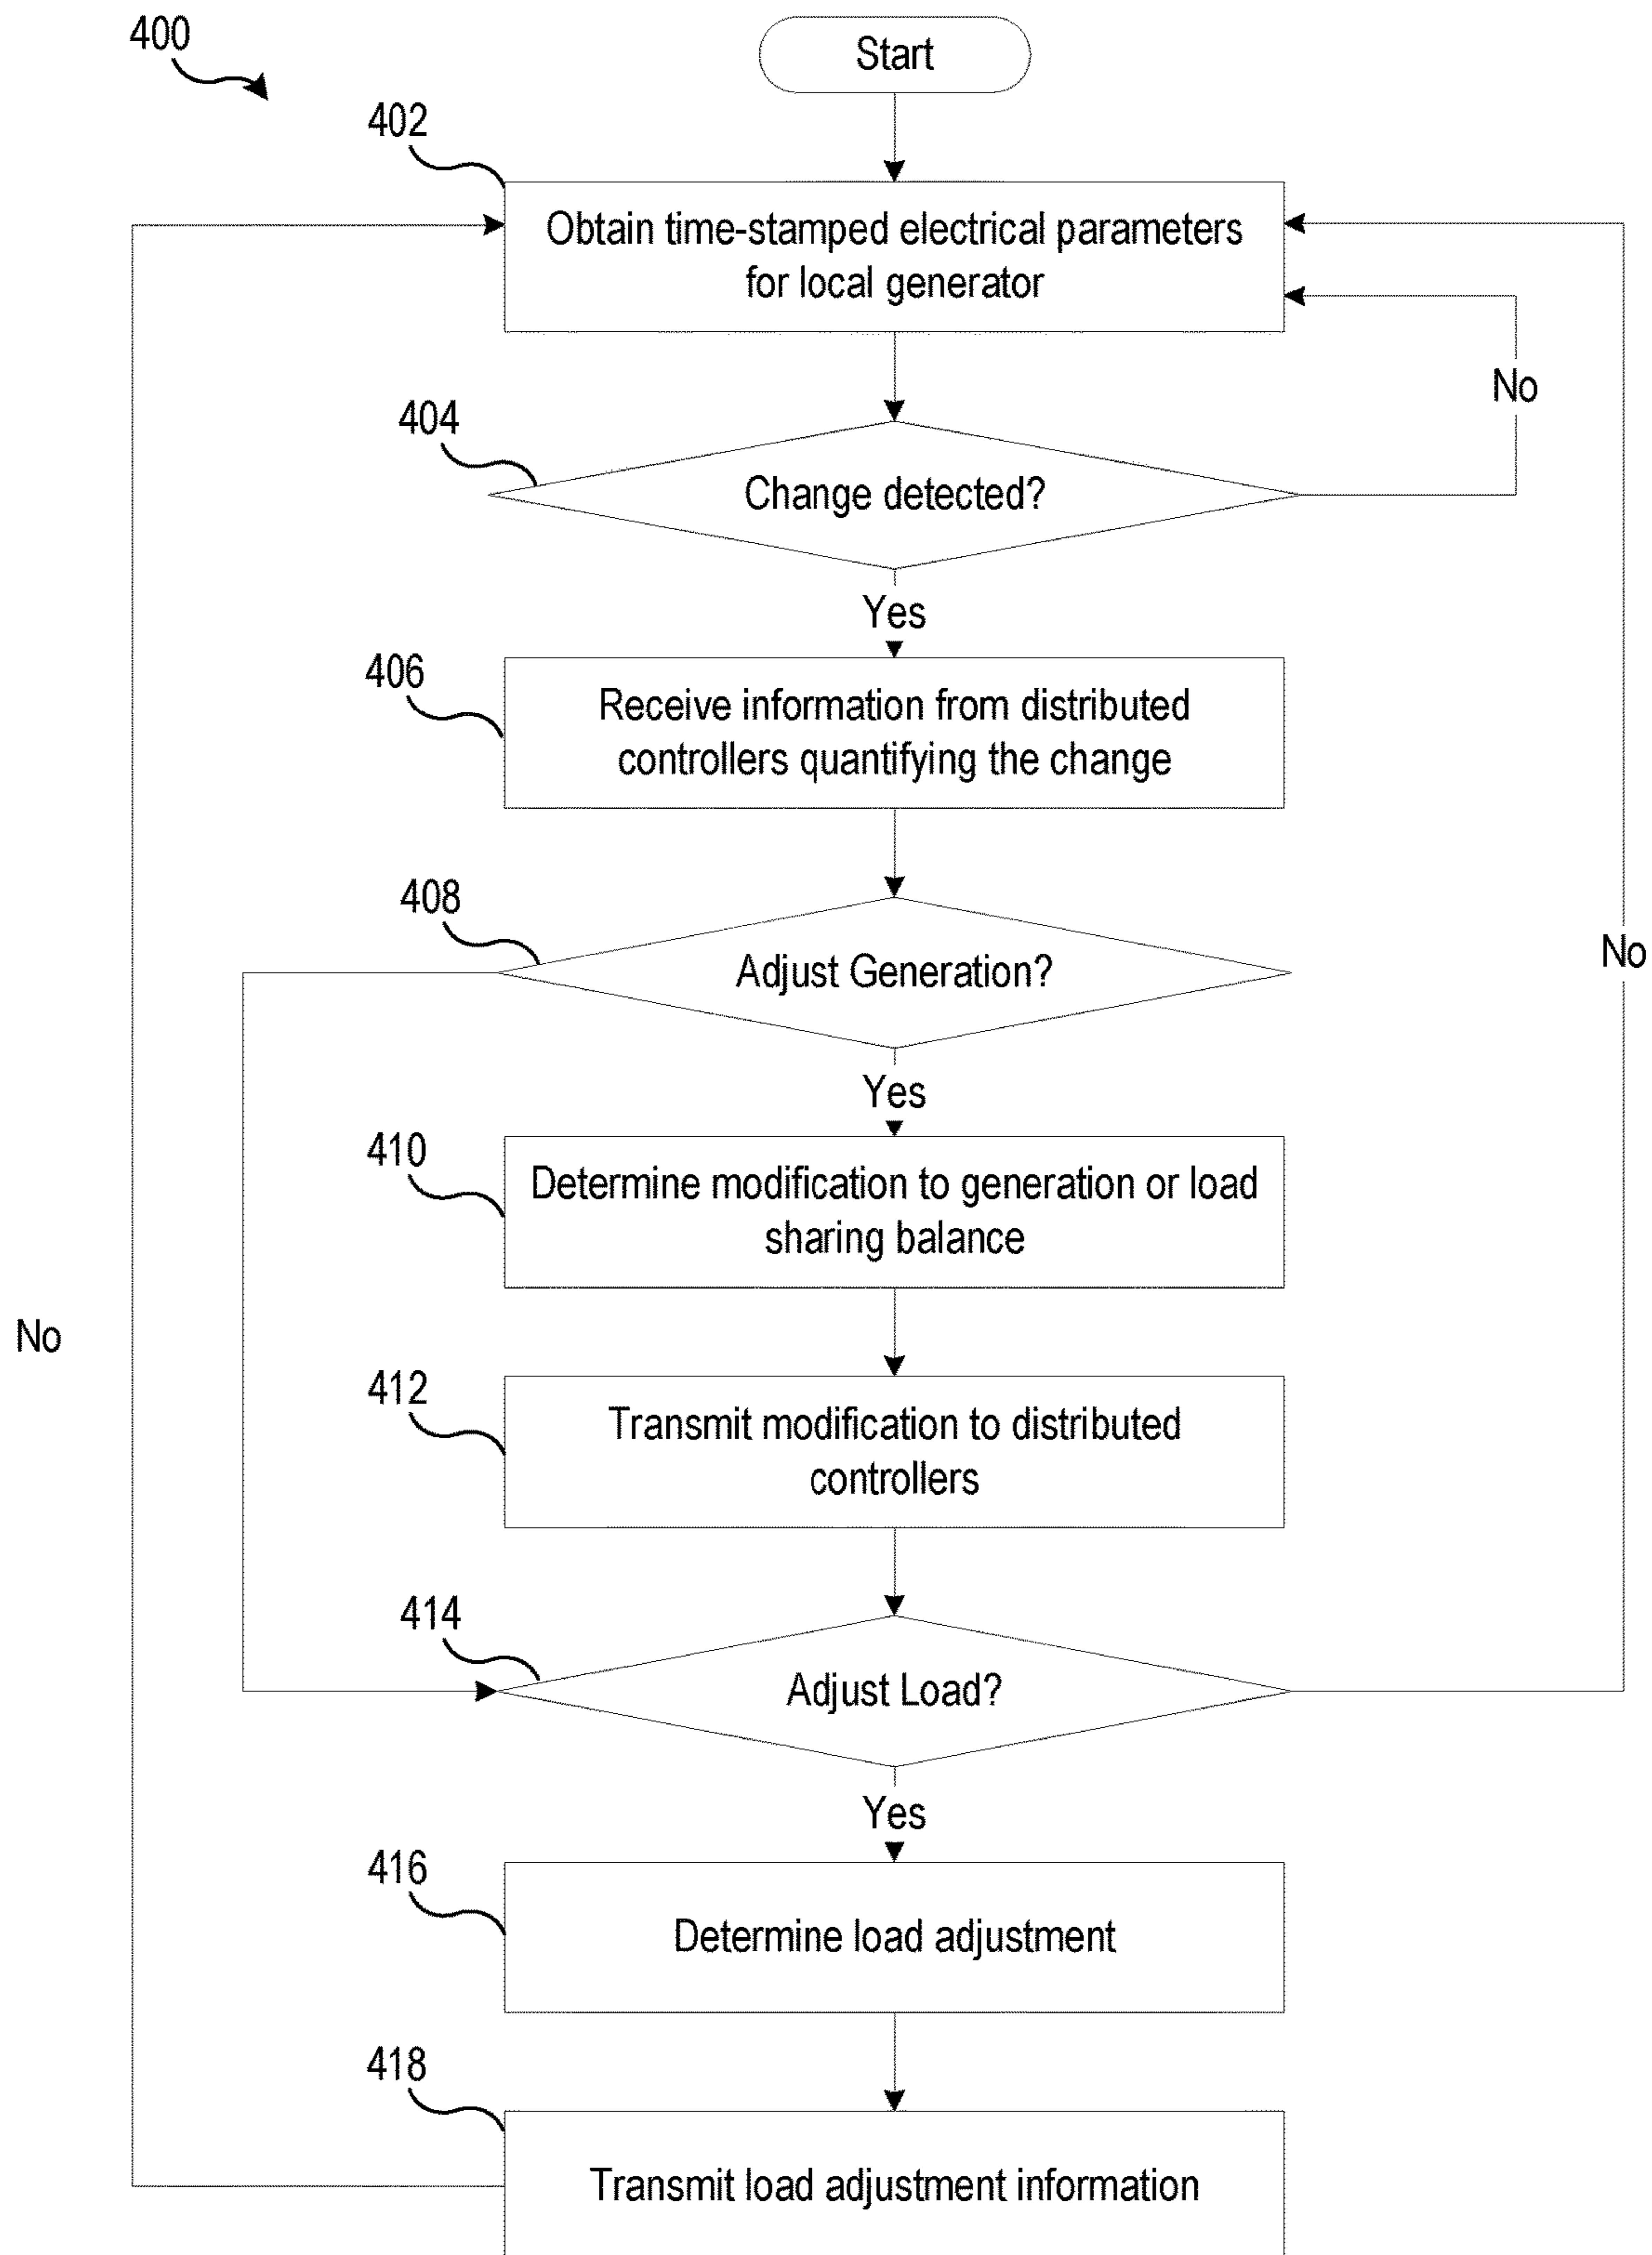 400
Start
402
Obtain time-stamped electrical parameters
for local generator
No
404
Change detected?
Yes
406
Receive information from distributed
controllers quantifying the change
408
Adjust Generation?
No
Yes
410
Determine modification to generation or load
sharing balance
No
412
Transmit modification to distributed
controllers
414
Adjust Load?
Yes
416
Determine load adjustment
418
Transmit load adjustment information